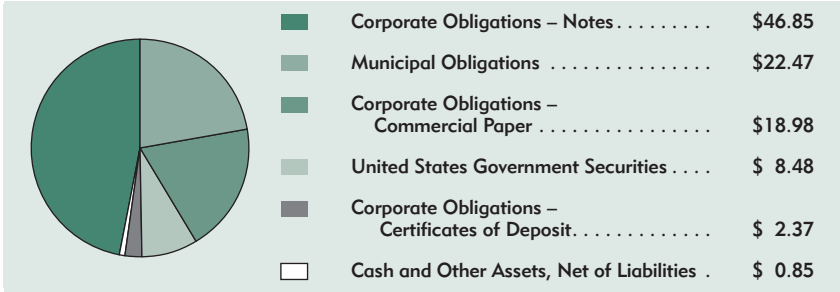 Corporate Obligations – Notes . . . . . . . . . $46.85
Municipal Obligations . . . . . . . . . . . . . . . $22.47
Corporate Obligations –
Commercial Paper . . . . . . . . . . . . . . . . $18.98
United States Government Securities . . . . $ 8.48
Corporate Obligations –
Certificates of Deposit. . . . . . . . . . . . . $ 2.37
Cash and Other Assets, Net of Liabilities . $ 0.85